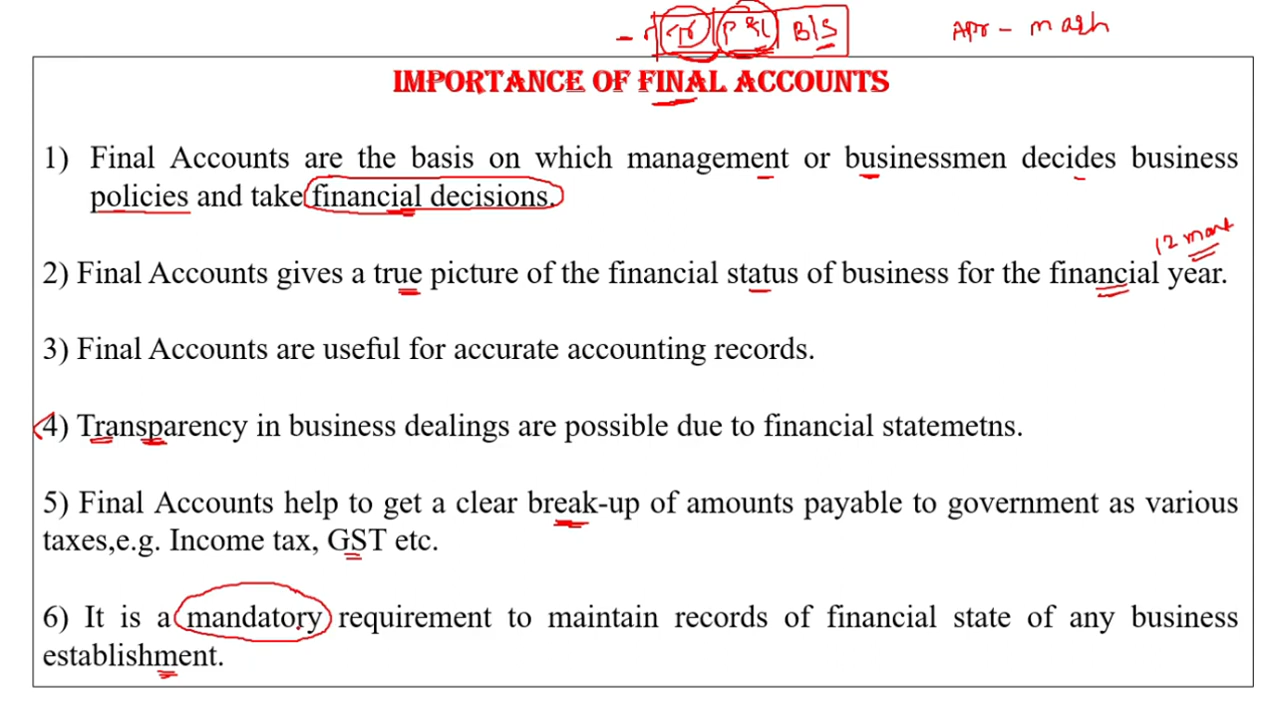 - Tr P &L B/S Apr - mash
IMPORTANCE OF FINAL ACCOUNTS
1) Final Accounts are the basis on which management or businessmen decides business
policies and take financial decisions.
12 mont
2) Final Accounts gives a true picture of the financial status of business for the financial year.
3) Final Accounts are useful for accurate accounting records.
4) Transparency in business dealings are possible due to financial statemetns.
5) Final Accounts help to get a clear break-up of amounts payable to government as various
taxes,e.g. Income tax, GST etc.
6) It is a mandatory requirement to maintain records of financial state of any business
establishment.